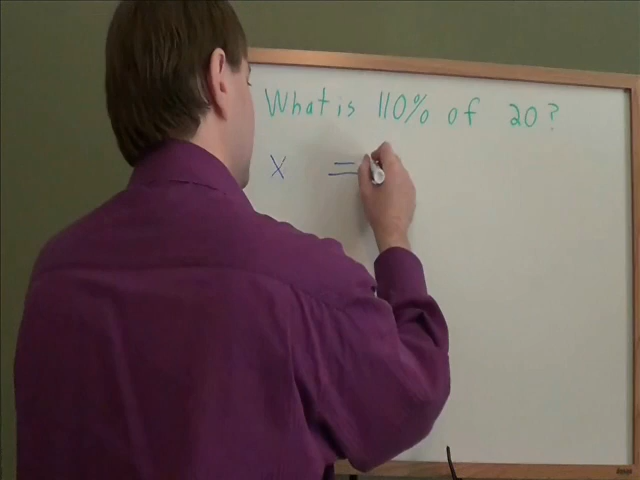 What is 110% of 20?
x =